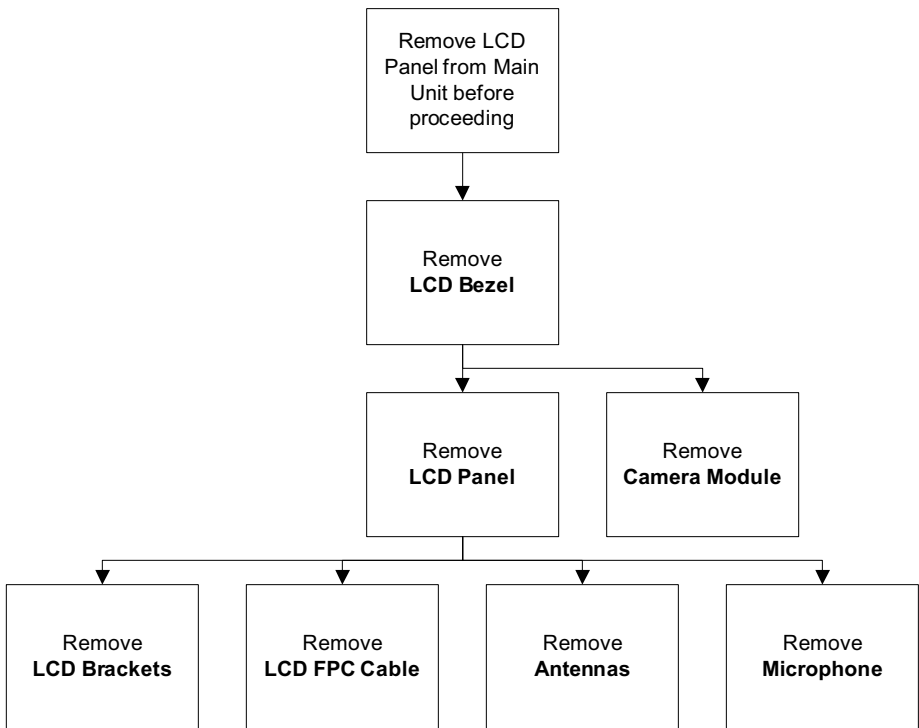 Remove LCD
Panel from Main
Unit before
proceeding
Remove
LCD Bezel
Remove
LCD Panel
Remove
Camera Module
Remove
LCD Brackets
Remove
LCD FPC Cable
Remove
Antennas
Remove
Microphone